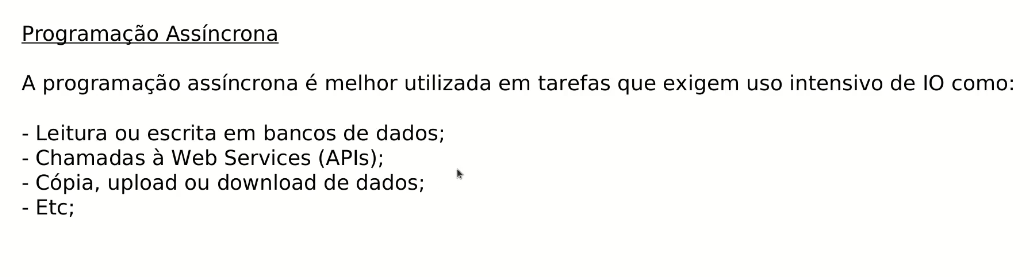 Programação Assíncrona
A programação assíncrona é melhor utilizada em tarefas que exigem uso intensivo de IO como:
- Leitura ou escrita em bancos de dados;
- Chamadas à Web Services (APIs);
- Cópia, upload ou download de dados;
- Etc;